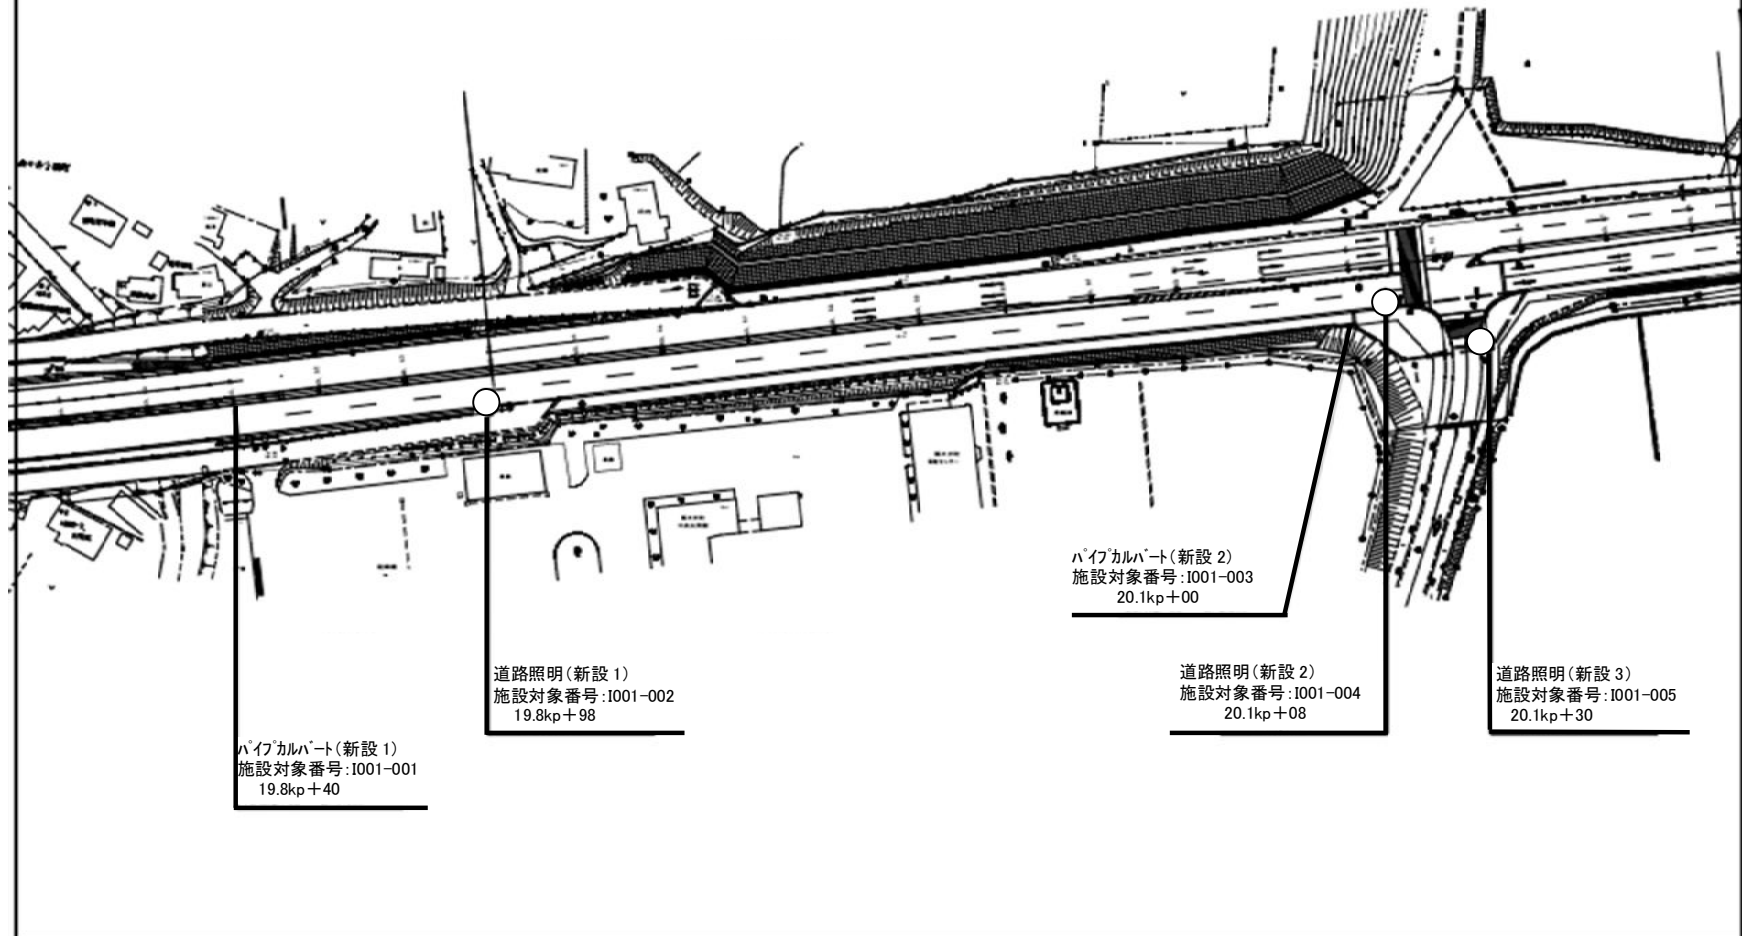 パイプカルバート(新設 2)
施設対象番号:I001-003
20.1kp+00
道路照明(新設 1)
施設対象番号:I001-002
19.8kp+98
道路照明(新設 2)
施設対象番号:I001-004
20.1kp+08
道路照明(新設 3)
施設対象番号:I001-005
20.1kp+30
パイプカルバート(新設 1)
施設対象番号:I001-001
19.8kp+40